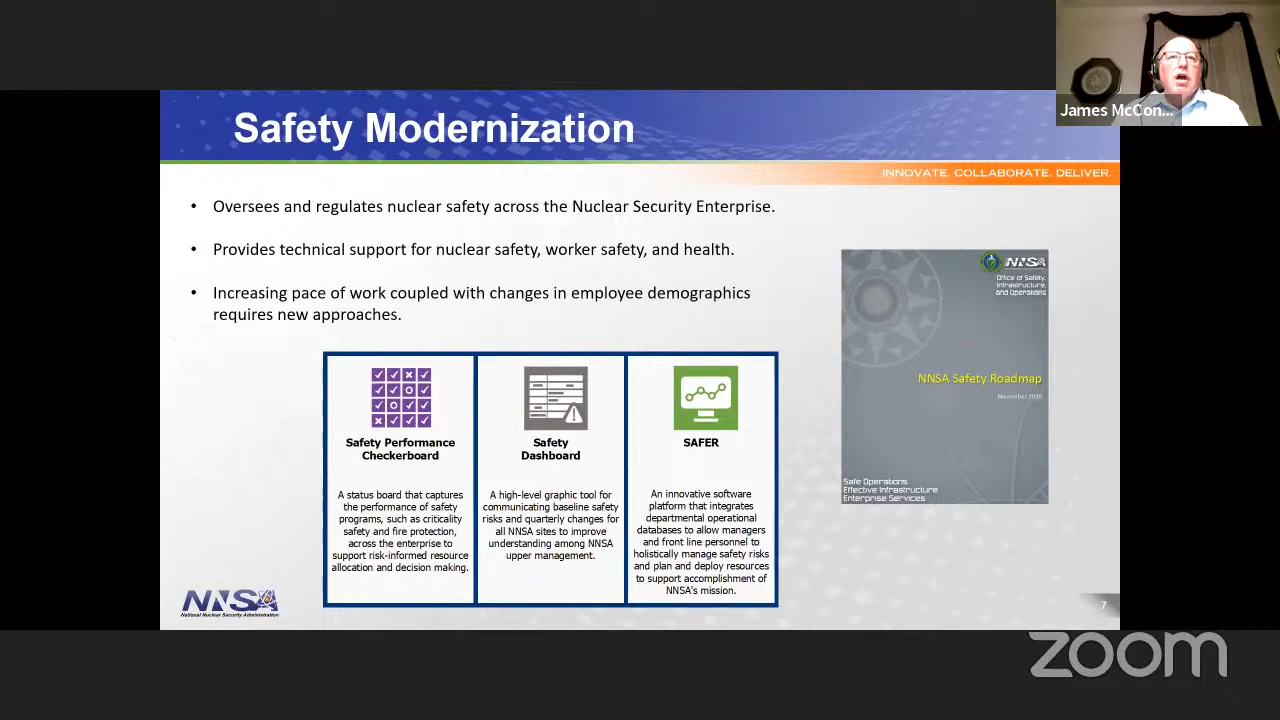 James McCon...
Safety Modernization
INNOVATE. COLLABORATE. DELIVER.
• Oversees and regulates nuclear safety across the Nuclear Security Enterprise.
• Provides technical support for nuclear safety, worker safety, and health.
• Increasing pace of work coupled with changes in employee demographics
requires new approaches.
NNSA
Office of Safety,
Infrastructure,
and Operations
NNSA Safety Roadmap
November 2018
Safe Operations
Effective Infrastructure
Enterprise Services
Safety Performance
Checkerboard
A status board that captures
the performance of safety
programs, such as criticality
safety and fire protection,
across the enterprise to
support risk-informed resource
allocation and decision making.
Safety
Dashboard
A high-level graphic tool for
communicating baseline safety
risks and quarterly changes for
all NNSA sites to improve
understanding among NNSA
upper management.
SAFER
An innovative software
platform that integrates
departmental operational
databases to allow managers
and front line personnel to
holistically manage safety risks
and plan and deploy resources
to support accomplishment of
NNSA's mission.
NNSA
National Nuclear Security Administration
7
zoom